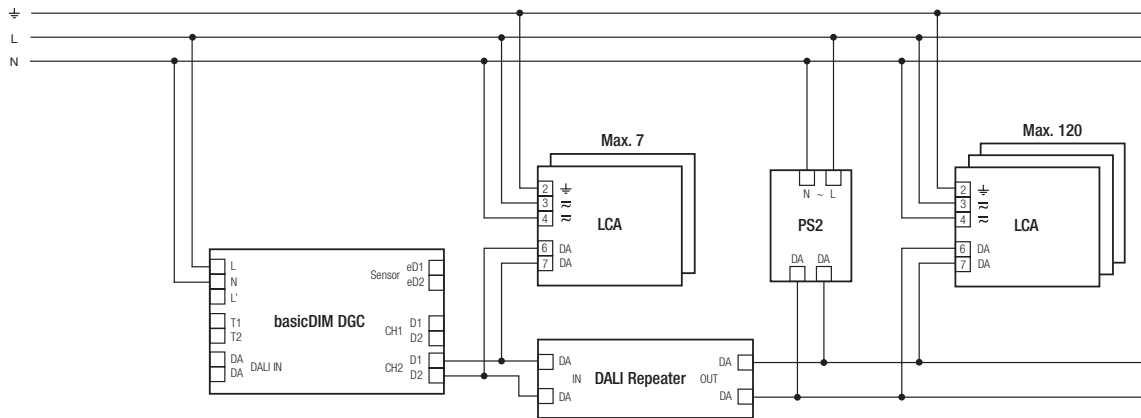 L
N
Max. 7
Max. 120
2
3
4
LCA
6 DA
7 DA
N ~ L
PS2
DA DA
2
3
4
LCA
6 DA
7 DA
L
N
L'
T1
T2
DA
DA
DALI IN
basicDIM DGC
Sensor
eD1
eD2
CH1
D1
D2
CH2
D1
D2
DA
DA
IN
DALI Repeater
OUT
DA
DA